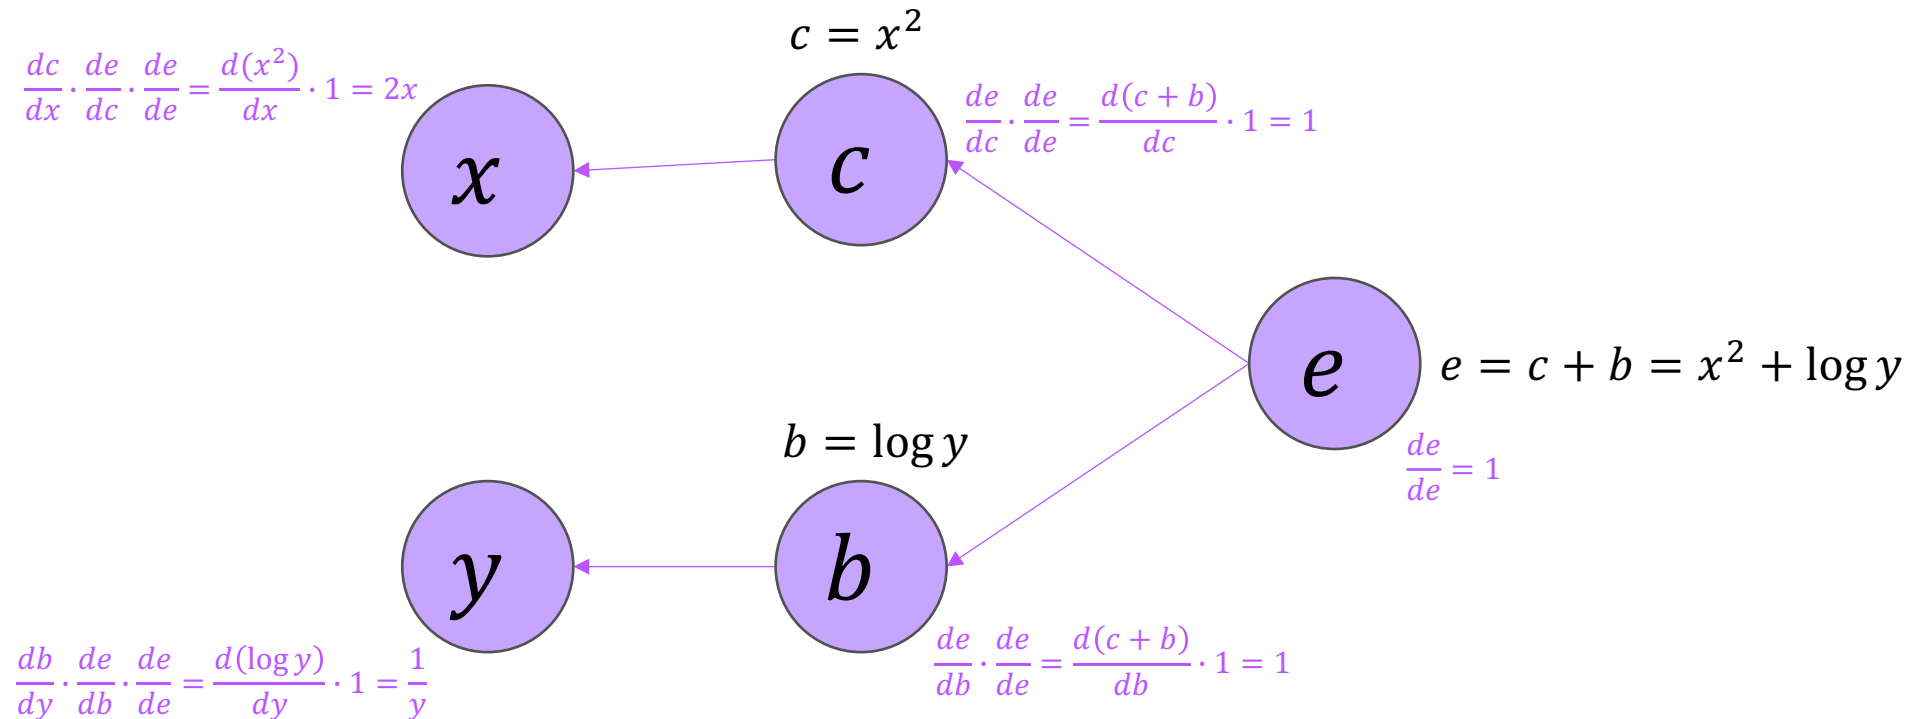 c = x²
dc/dx · de/dc · de/de = d(x²)/dx · 1 = 2x
de/dc · de/de = d(c + b)/dc · 1 = 1
x
c
e
e = c + b = x² + log y
de/de = 1
b = log y
y
b
db/dy · de/db · de/de = d(log y)/dy · 1 = 1/y
de/db · de/de = d(c + b)/db · 1 = 1